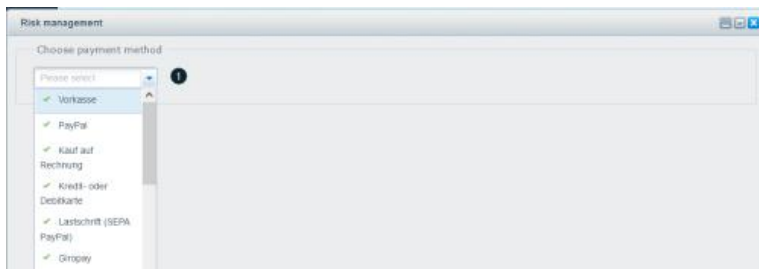 Risk management
Choose payment method
Please select
1
Vorkasse
PayPal
Kauf auf
Rechnung
Kredit- oder
Debitkarte
Lastschrift (SEPA
PayPal)
Giropay